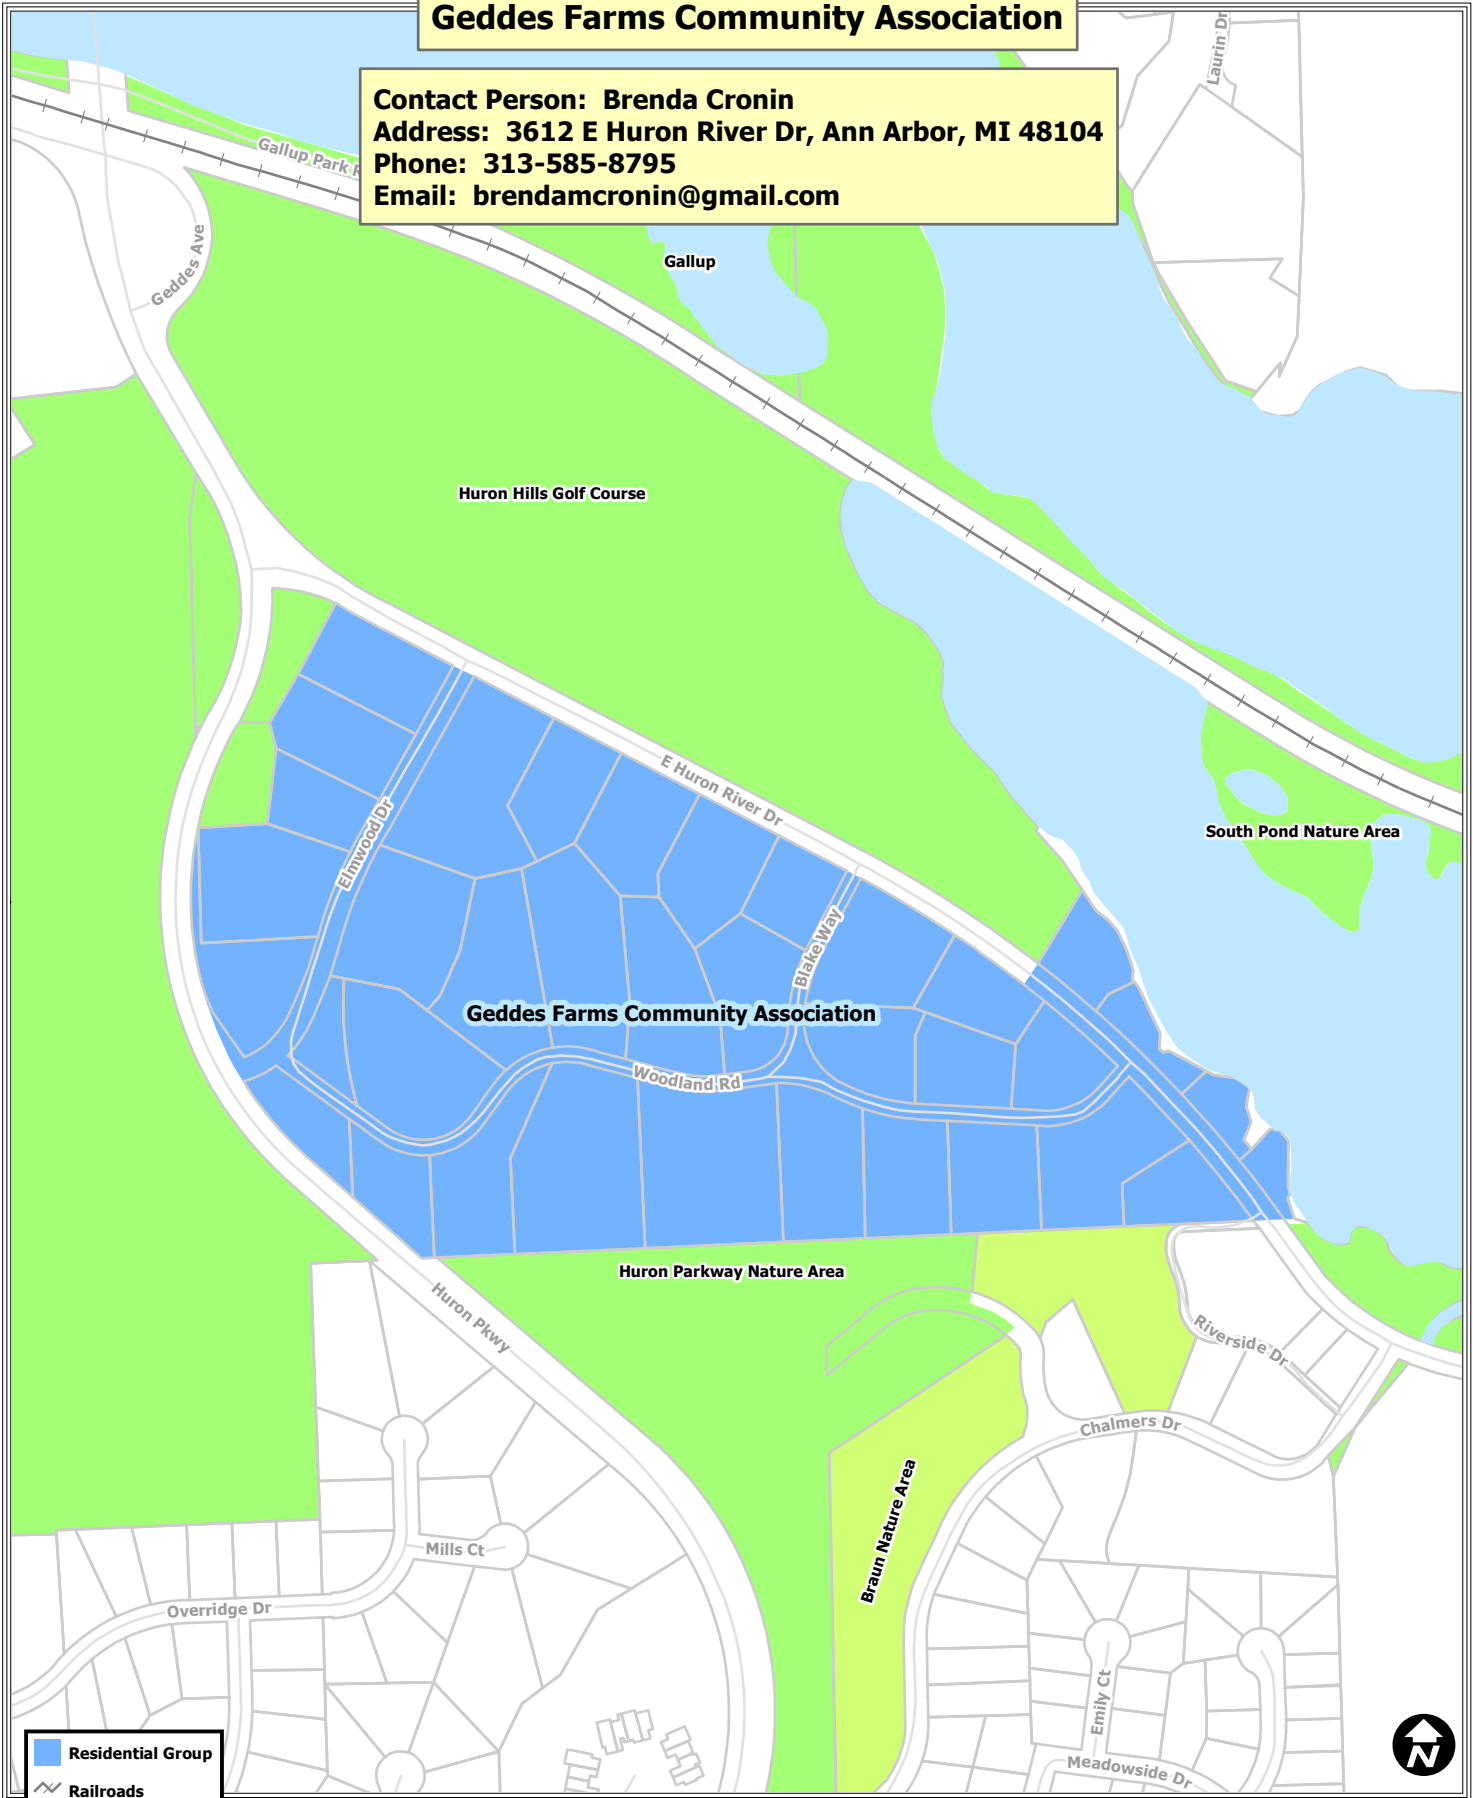 Geddes Farms Community Association
Contact Person: Brenda Cronin
Address: 3612 E Huron River Dr, Ann Arbor, MI 48104
Phone: 313-585-8795
Email: brendamcronin@gmail.com
Laurin Dr
Gallup Park R
Geddes Ave
Gallup
Huron Hills Golf Course
E Huron River Dr
South Pond Nature Area
Elmwood Dr
Blake Way
Geddes Farms Community Association
Woodland Rd
Huron Parkway Nature Area
Huron Pkwy
Riverside Dr
Chalmers Dr
Braun Nature Area
Mills Ct
Overridge Dr
Emily Ct
Meadowside Dr
Residential Group
Railroads
N